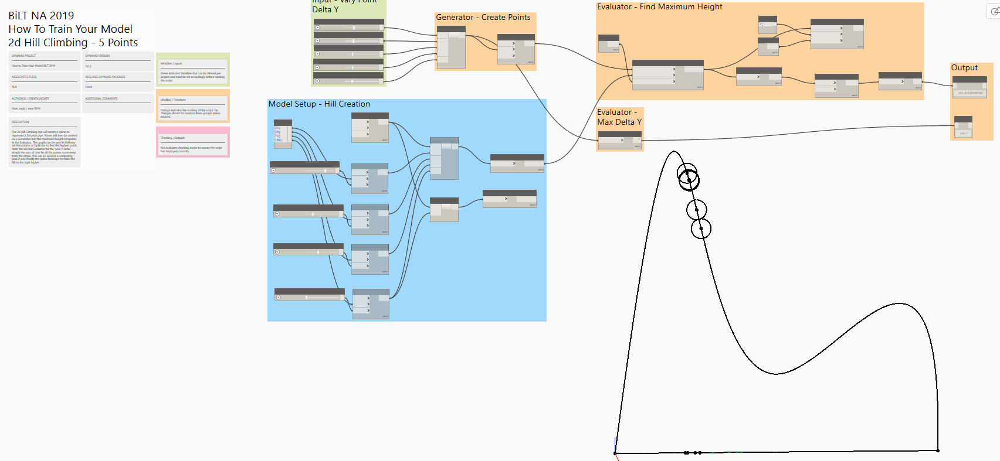 BiLT NA 2019
How To Train Your Model
2d Hill Climbing - 5 Points
DYNAMO PROJECT
How to Train Your Model BiLT 2019
DYNAMO VERSION
2.0.2
ASSOCIATED FILE(S)
N/A
REQUIRED DYNAMO PACKAGES
None
AUTHOR(S) / CREATION DATE
Matt Jezyk / June 2019
ADDITIONAL COMMENTS
DESCRIPTION
The 2d Hill Climbing dyn will create a spline to
represent a 2d landscape. Points will then be created
via a Generator and the maximum height computed
in the Evaluator. This graph can be used in Refinery
via Randomize or Optimize to find the highest point
Note the second Evaluator for the 'Max Y Delta' -
simply the sum of how far all the points move away
from the origin. This can be used as a competing
goal if you modify the spline landscape to make the
hill to the right higher.
Variables / Inputs
Green indicates Variables that can be altered per
project and must be set accordingly before running
the script.
Working / Functions
Orange indicates the working of the script. No
changes should be made in these groups unless
advised.
Checking / Outputs
Red indicates checking nodes to ensure the script
has deployed correctly.
Input - Vary Point
Delta Y
Generator - Create Points
Model Setup - Hill Creation
25;
50;
75;
100;
Evaluator - Find Maximum Height
Evaluator -
Max Delta Y
Output